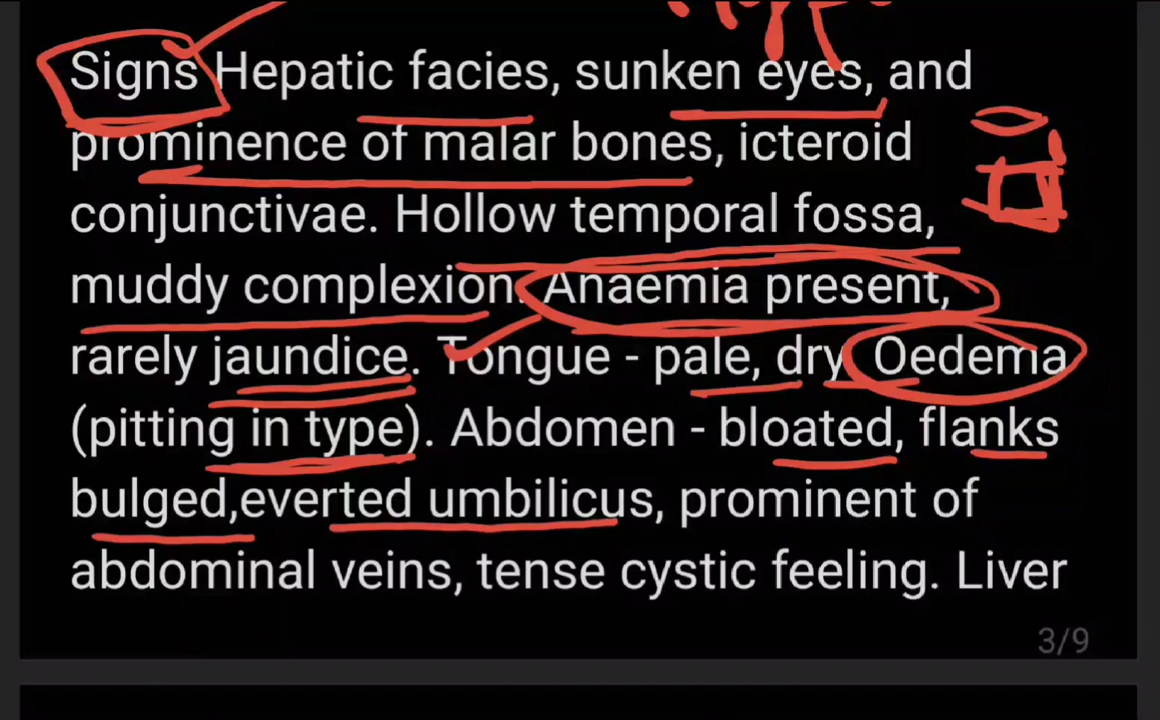 Signs Hepatic facies, sunken eyes, and
prominence of malar bones, icteroid
conjunctivae. Hollow temporal fossa,
muddy complexion. Anaemia present,
rarely jaundice. Tongue - pale, dry Oedema
(pitting in type). Abdomen - bloated, flanks
bulged,everted umbilicus, prominent of
abdominal veins, tense cystic feeling. Liver
3/9